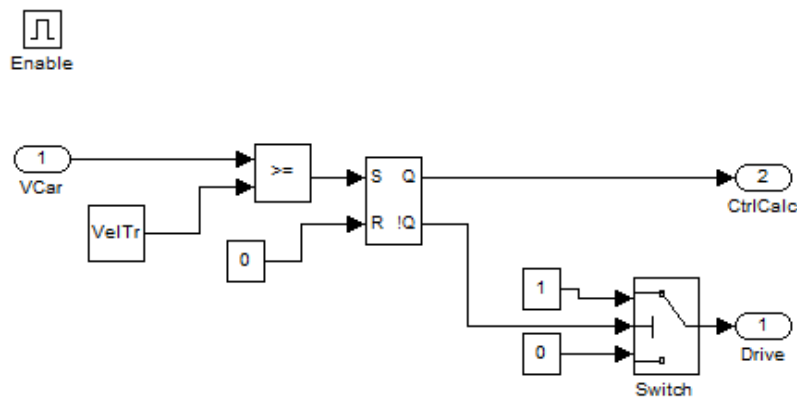 Enable
1
VCar
>=
VelTr
0
S Q
R !Q
2
CtrlCalc
1
0
Switch
1
Drive